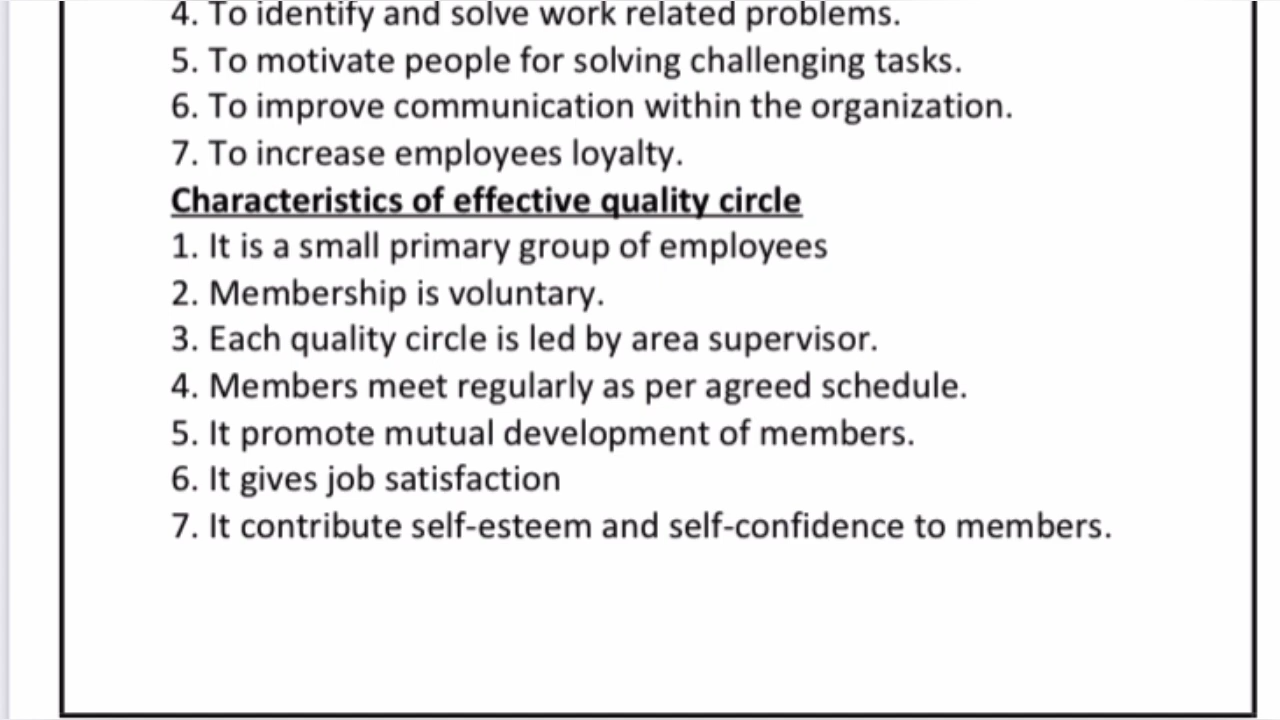 4. To identify and solve work related problems.
5. To motivate people for solving challenging tasks.
6. To improve communication within the organization.
7. To increase employees loyalty.
Characteristics of effective quality circle
1. It is a small primary group of employees
2. Membership is voluntary.
3. Each quality circle is led by area supervisor.
4. Members meet regularly as per agreed schedule.
5. It promote mutual development of members.
6. It gives job satisfaction
7. It contribute self-esteem and self-confidence to members.